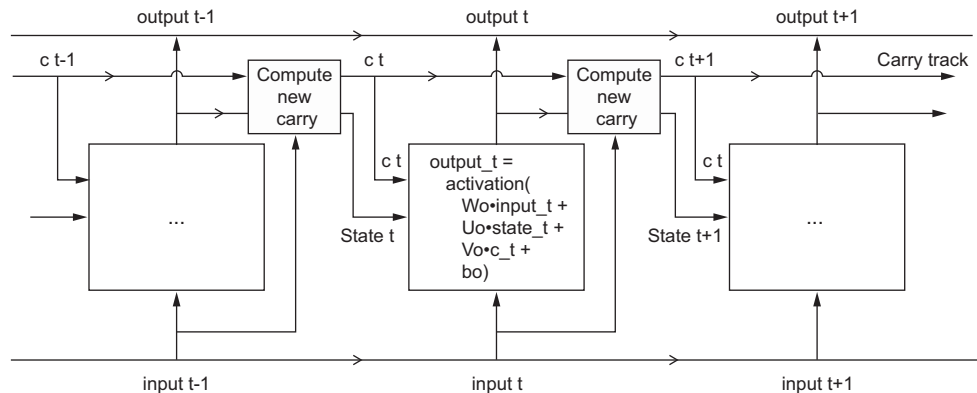 output t-1
output t
output t+1
c t-1
Compute
new
carry
c t
Compute
new
carry
c t+1
Carry track
...
c t
output_t =
activation(
Wo•input_t +
Uo•state_t +
Vo•c_t +
bo)
c t
...
State t
State t+1
input t-1
input t
input t+1